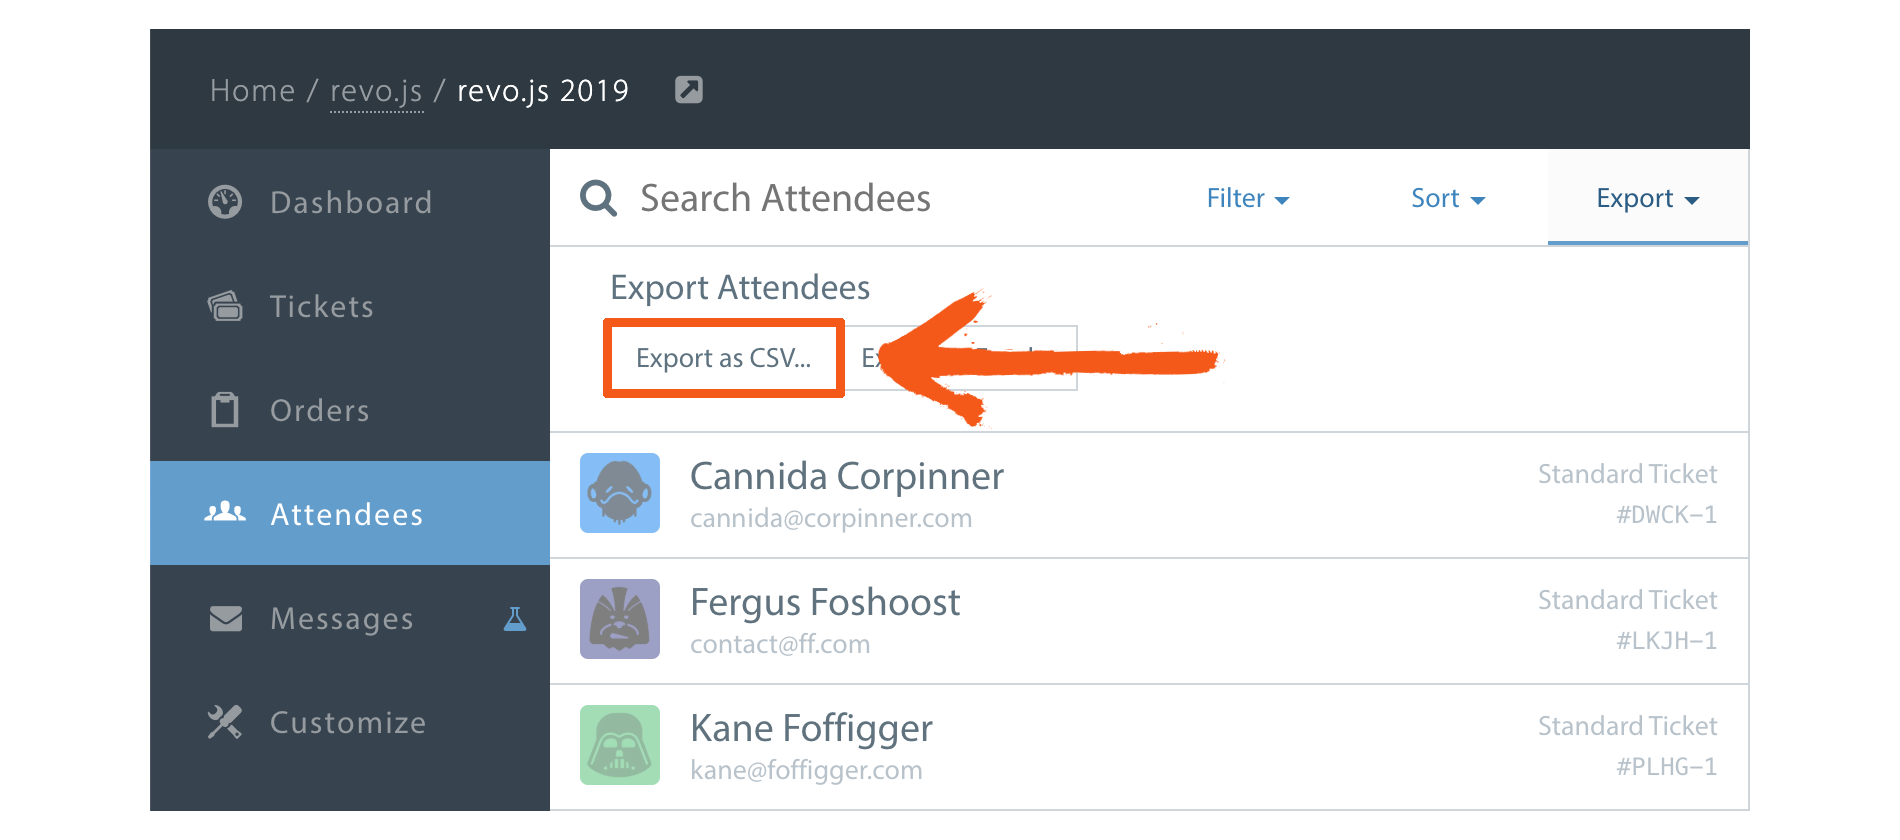 Home / revo.js / revo.js 2019
Dashboard
Tickets
Orders
Attendees
Messages
Customize
Search Attendees
Filter
Sort
Export
Export Attendees
Export as CSV...
Cannida Corpinner
cannida@corpinner.com
Standard Ticket
#DWCK-1
Fergus Foshoost
contact@ff.com
Standard Ticket
#LKJH-1
Kane Foffigger
kane@foffigger.com
Standard Ticket
#PLHG-1